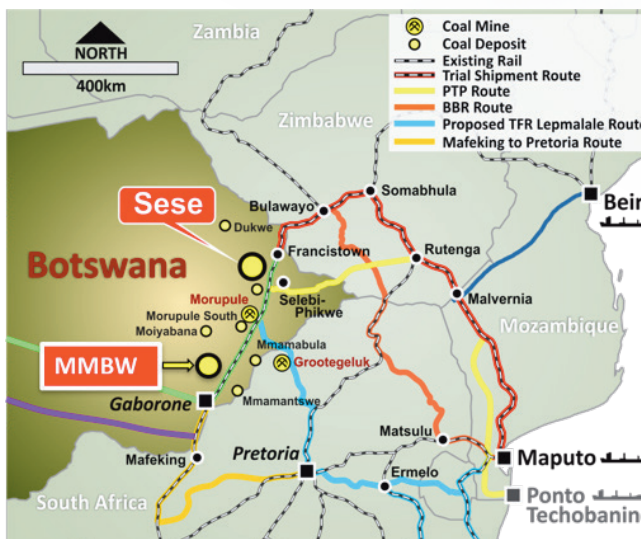 Zambia
NORTH
400km
Coal Mine
Coal Deposit
Existing Rail
Trial Shipment Route
PTP Route
BBR Route
Proposed TFR Lepmalale Route
Mafeking to Pretoria Route
Zimbabwe
Sese
Bulawayo
Somabhula
Beir
Dukwe
Francistown
Rutenga
Botswana
Selebi-
Phikwe
Malvernia
Morupule
Morupule South
Moiyabana
Mozambique
MMBW
Mmamabula
Grootegeluk
Gaborone
Mmamantswe
Matsulu
Mafeking
Pretoria
Maputo
Ermelo
South Africa
Ponto
Techobanin